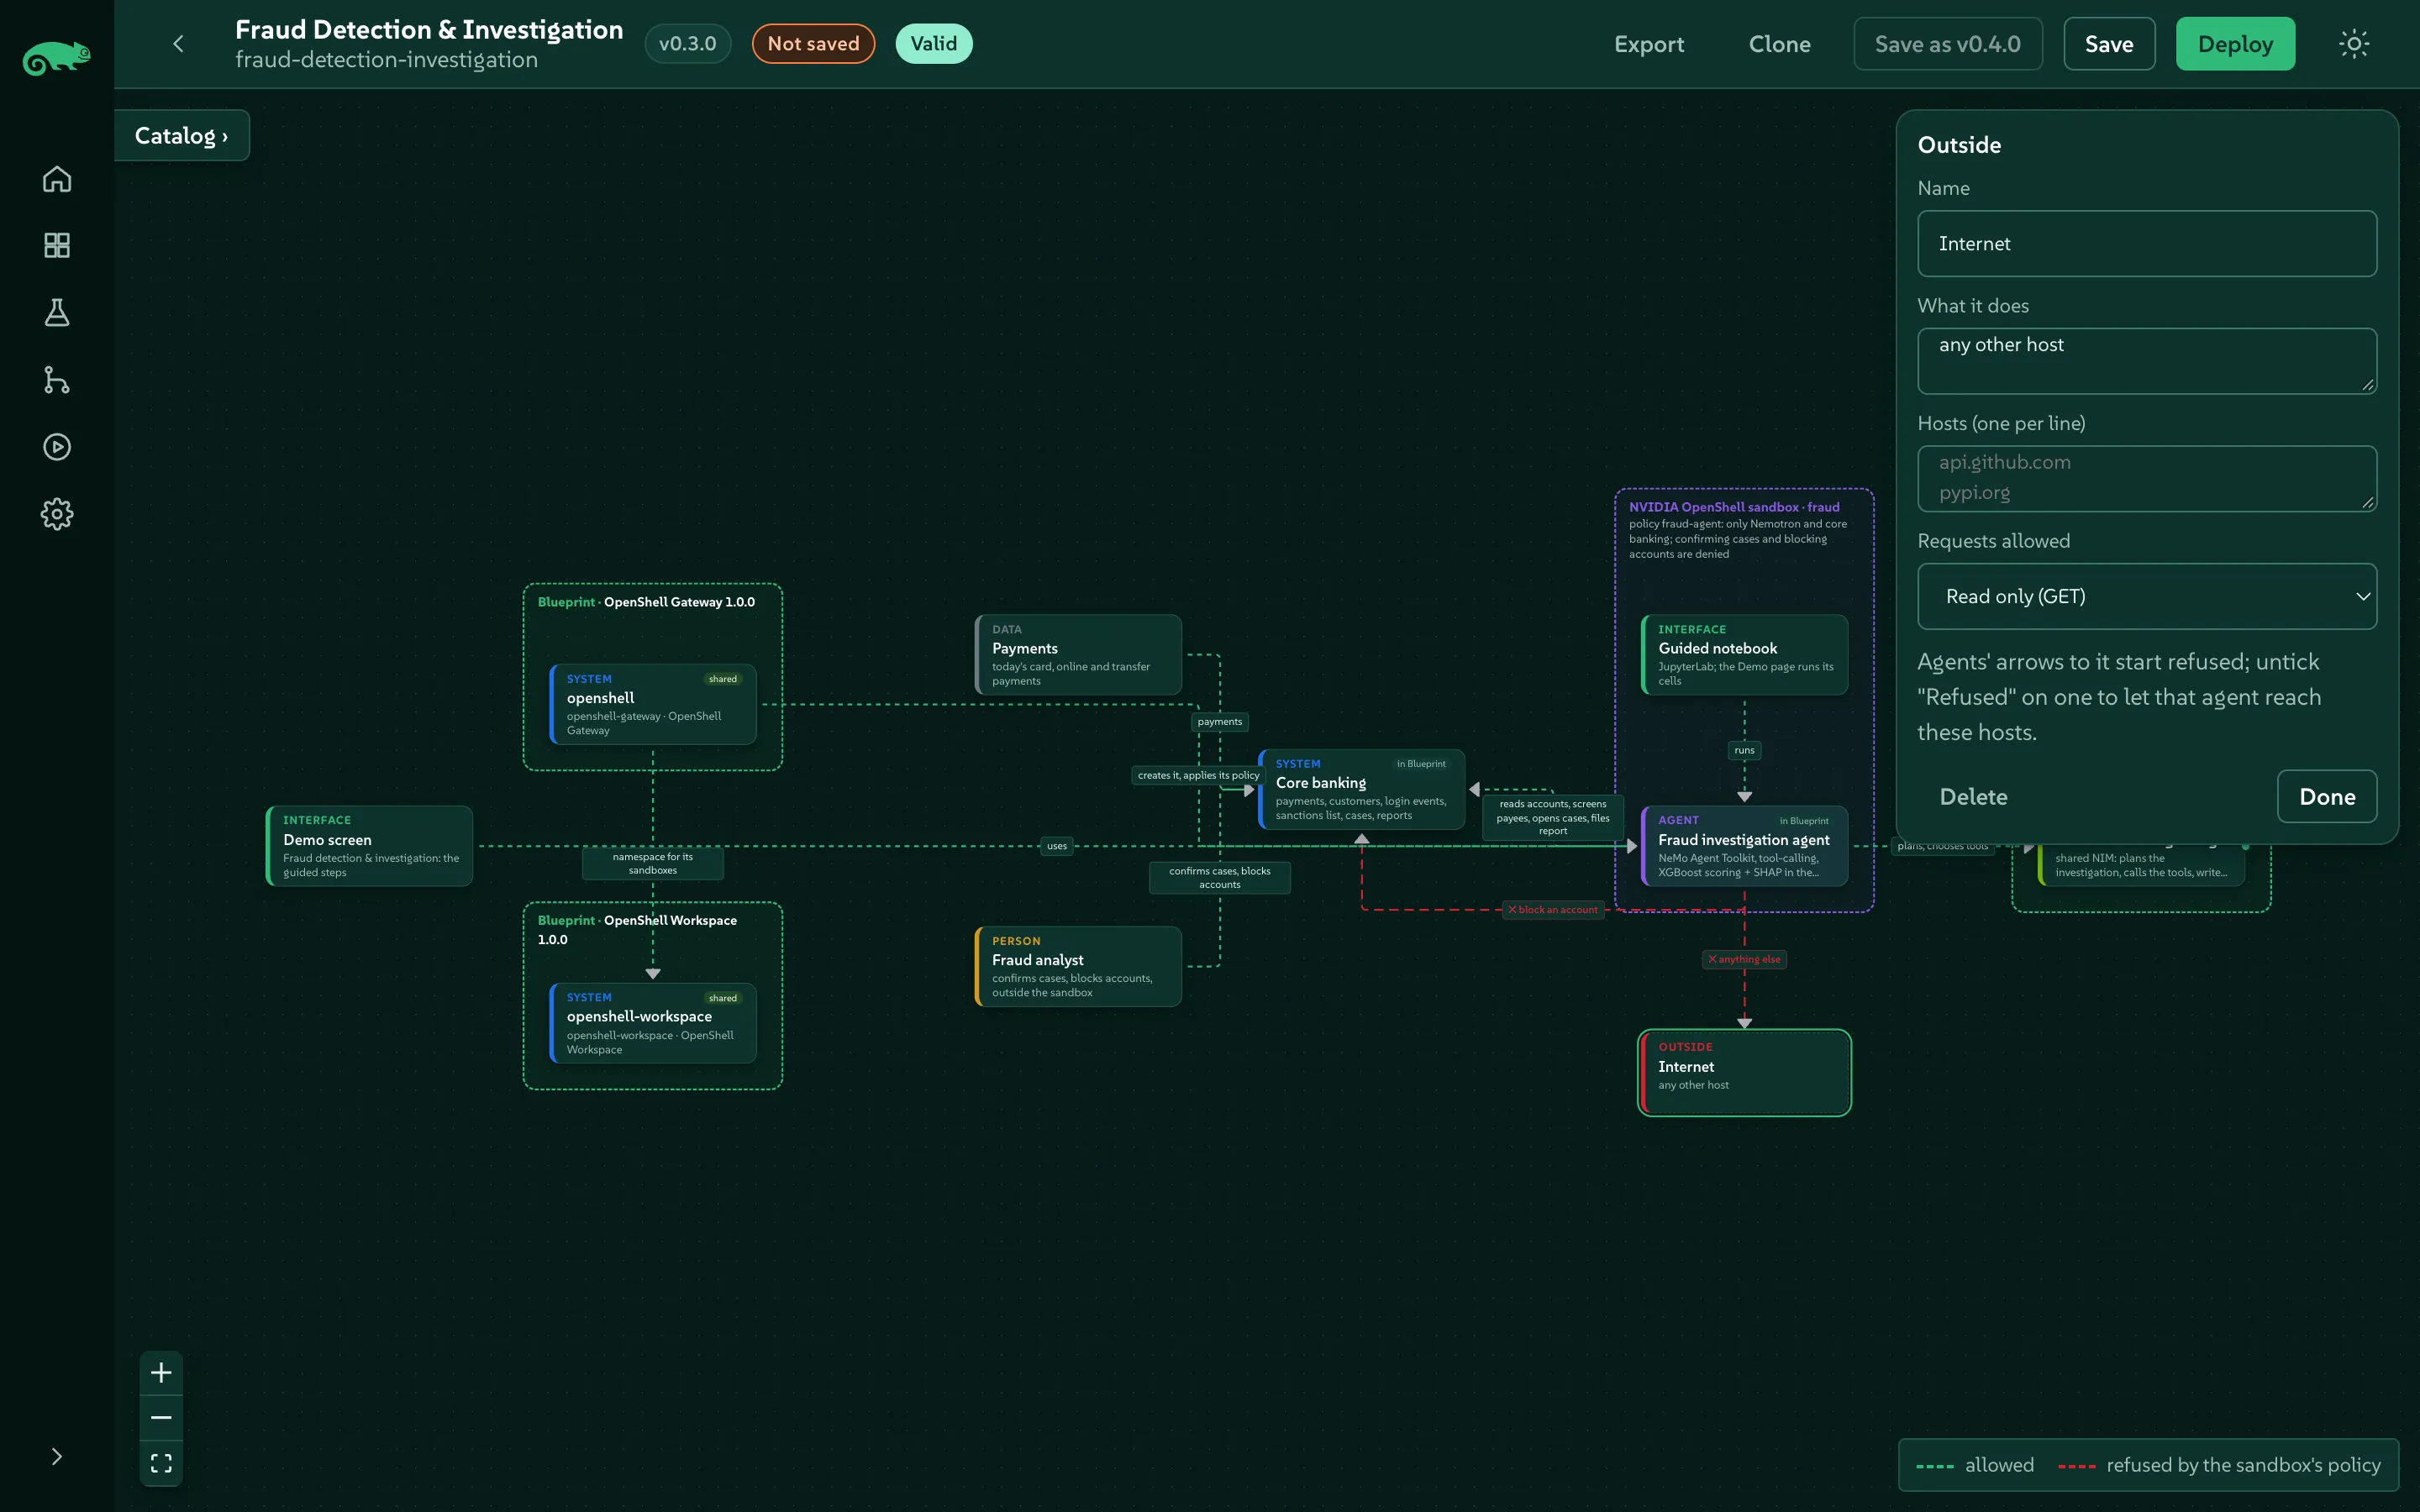 Fraud Detection & Investigation
fraud-detection-investigation
v0.3.0
Not saved
Valid
Export
Clone
Save as v0.4.0
Save
Deploy
Catalog ›
Outside
Name
Internet
What it does
any other host
Hosts (one per line)
api.github.com
pypi.org
Requests allowed
Read only (GET)
Agents' arrows to it start refused; untick
"Refused" on one to let that agent reach
these hosts.
Delete
Done
NVIDIA OpenShell sandbox · fraud
policy fraud-agent: only Nemotron and core
banking; confirming cases and blocking
accounts are denied
Blueprint · OpenShell Gateway 1.0.0
SYSTEM
shared
openshell
openshell-gateway · OpenShell
Gateway
DATA
Payments
today's card, online and transfer
payments
INTERFACE
Guided notebook
JupyterLab; the Demo page runs its
cells
payments
creates it, applies its policy
SYSTEM
in Blueprint
Core banking
payments, customers, login events,
sanctions list, cases, reports
runs
reads accounts, screens
payees, opens cases, files
report
INTERFACE
Demo screen
Fraud detection & investigation: the
guided steps
uses
namespace for its
sandboxes
confirms cases, blocks
accounts
AGENT
in Blueprint
Fraud investigation agent
NeMo Agent Toolkit, tool-calling,
XGBoost scoring + SHAP in the...
plans, chooses tools
shared NIM: plans the
investigation, calls the tools, write...
✕ block an account
Blueprint · OpenShell Workspace
1.0.0
SYSTEM
shared
openshell-workspace
openshell-workspace · OpenShell
Workspace
PERSON
Fraud analyst
confirms cases, blocks accounts,
outside the sandbox
✕ anything else
OUTSIDE
Internet
any other host
allowed
refused by the sandbox's policy